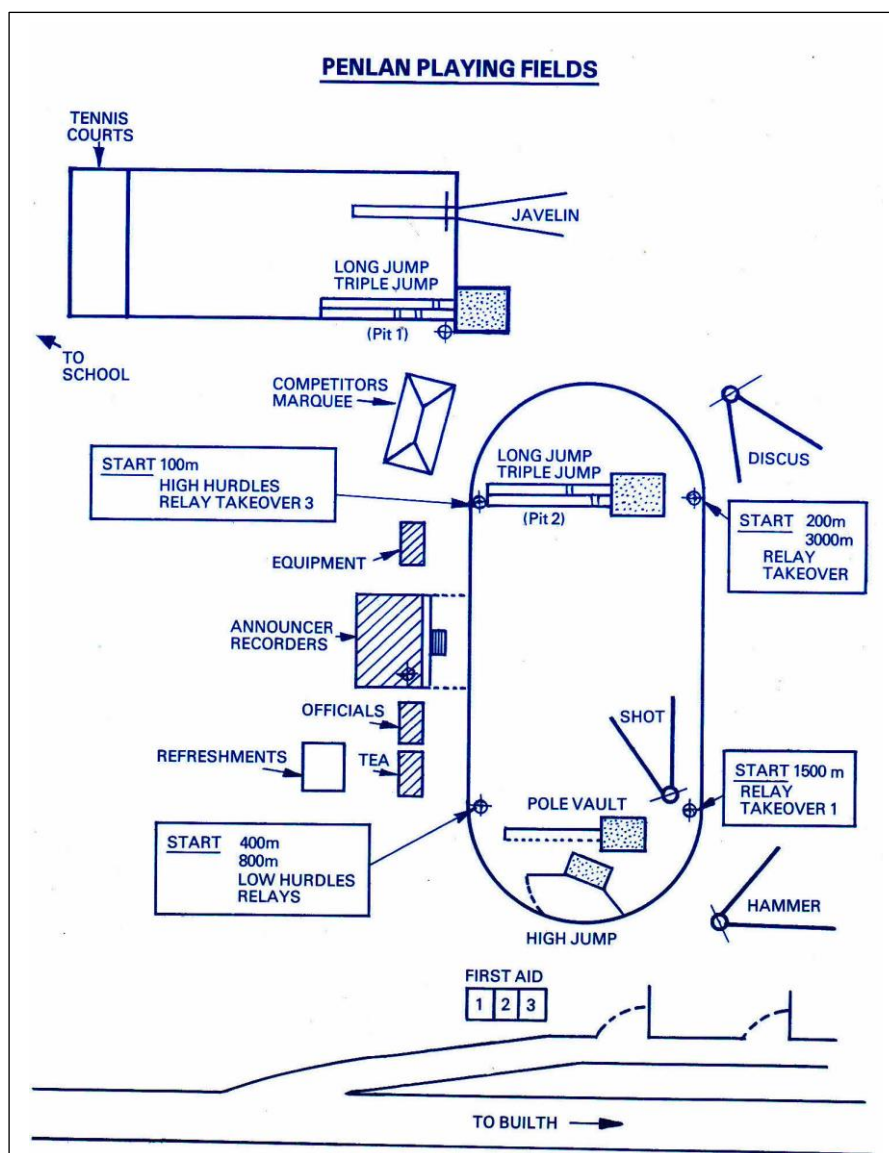 PENLAN PLAYING FIELDS
TENNIS
COURTS
JAVELIN
LONG JUMP
TRIPLE JUMP
(Pit 1)
TO
SCHOOL
COMPETITORS
MARQUEE
DISCUS
START 100m
HIGH HURDLES
RELAY TAKEOVER 3
LONG JUMP
TRIPLE JUMP
(Pit 2)
START 200m
3000m
RELAY
TAKEOVER
EQUIPMENT
ANNOUNCER
RECORDERS
OFFICIALS
SHOT
REFRESHMENTS
TEA
START 1500 m
RELAY
TAKEOVER 1
POLE VAULT
START 400m
800m
LOW HURDLES
RELAYS
HAMMER
HIGH JUMP
FIRST AID
1 2 3
TO BUILTH